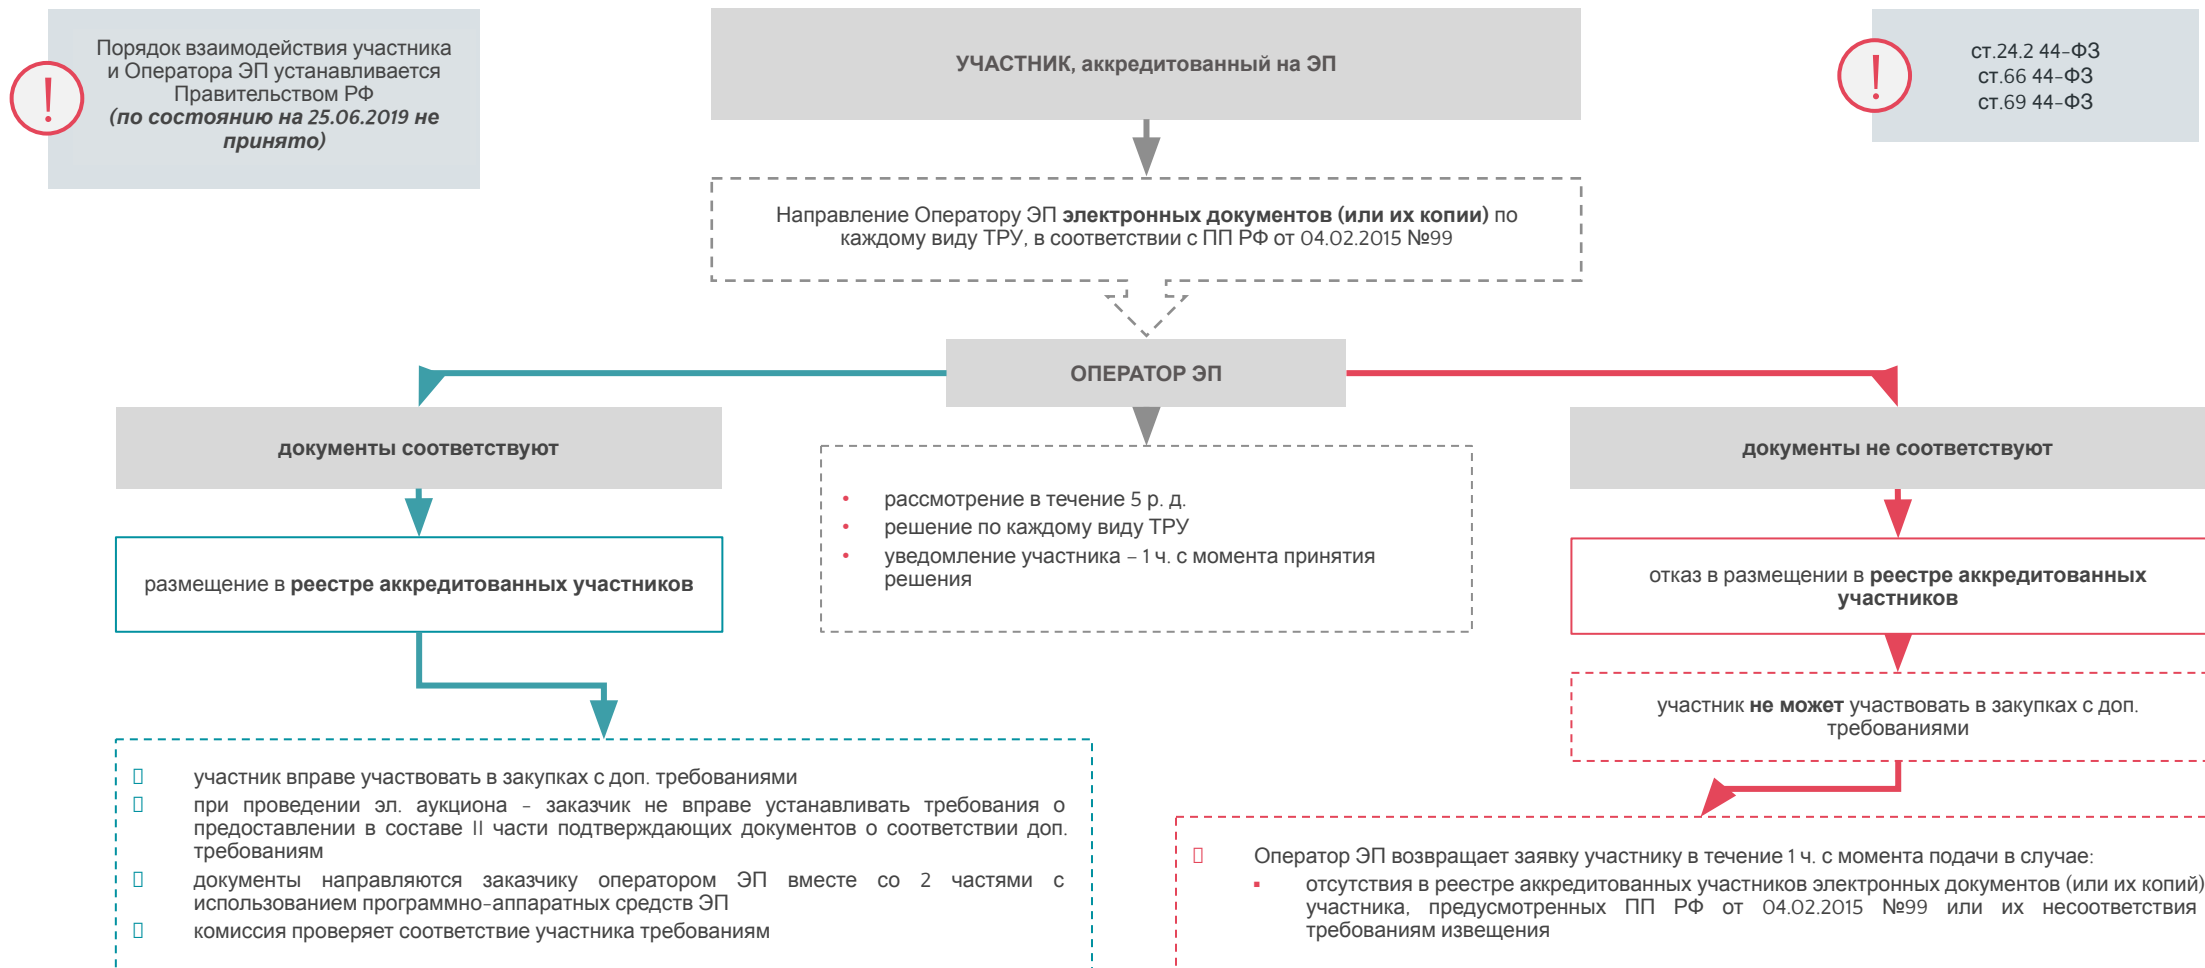 Порядок взаимодействия участника
и Оператора ЭП устанавливается
Правительством РФ
(по состоянию на 25.06.2019 не
принято)
УЧАСТНИК, аккредитованный на ЭП
ст.24.2 44-ФЗ
ст.66 44-ФЗ
ст.69 44-ФЗ
Направление Оператору ЭП электронных документов (или их копии) по
каждому виду ТРУ, в соответствии с ПП РФ от 04.02.2015 №99
ОПЕРАТОР ЭП
документы соответствуют
документы не соответствуют
• рассмотрение в течение 5 р. д.
• решение по каждому виду ТРУ
• уведомление участника – 1 ч. с момента принятия
решения
размещение в реестре аккредитованных участников
отказ в размещении в реестре аккредитованных
участников
участник не может участвовать в закупках с доп.
требованиями
участник вправе участвовать в закупках с доп. требованиями
при проведении эл. аукциона - заказчик не вправе устанавливать требования о
предоставлении в составе II части подтверждающих документов о соответствии доп.
требованиям
документы направляются заказчику оператором ЭП вместе со 2 частями с
использованием программно-аппаратных средств ЭП
комиссия проверяет соответствие участника требованиям
Оператор ЭП возвращает заявку участнику в течение 1 ч. с момента подачи в случае:
▪ отсутствия в реестре аккредитованных участников электронных документов (или их копий)
участника, предусмотренных ПП РФ от 04.02.2015 №99 или их несоответствия
требованиям извещения